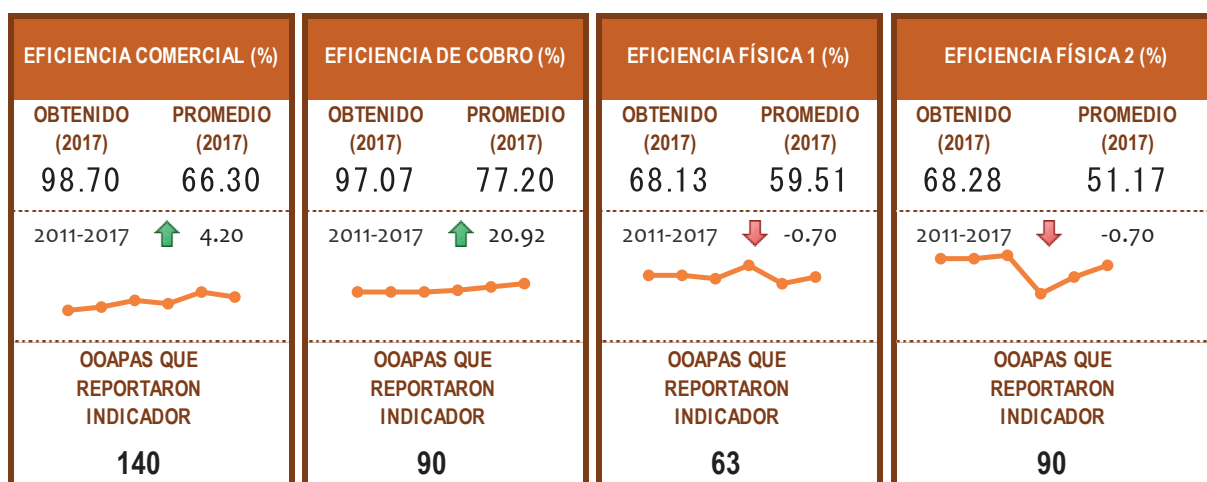 EFICIENCIA COMERCIAL (%)
OBTENIDO (2017)
PROMEDIO (2017)
98.70 66.30
2011-2017 4.20
OOAPAS QUE
REPORTARON
INDICADOR
140
EFICIENCIA DE COBRO (%)
OBTENIDO (2017)
PROMEDIO (2017)
97.07 77.20
2011-2017 20.92
OOAPAS QUE
REPORTARON
INDICADOR
90
EFICIENCIA FÍSICA 1 (%)
OBTENIDO (2017)
PROMEDIO (2017)
68.13 59.51
2011-2017 -0.70
OOAPAS QUE
REPORTARON
INDICADOR
63
EFICIENCIA FÍSICA 2 (%)
OBTENIDO (2017)
PROMEDIO (2017)
68.28 51.17
2011-2017 -0.70
OOAPAS QUE
REPORTARON
INDICADOR
90